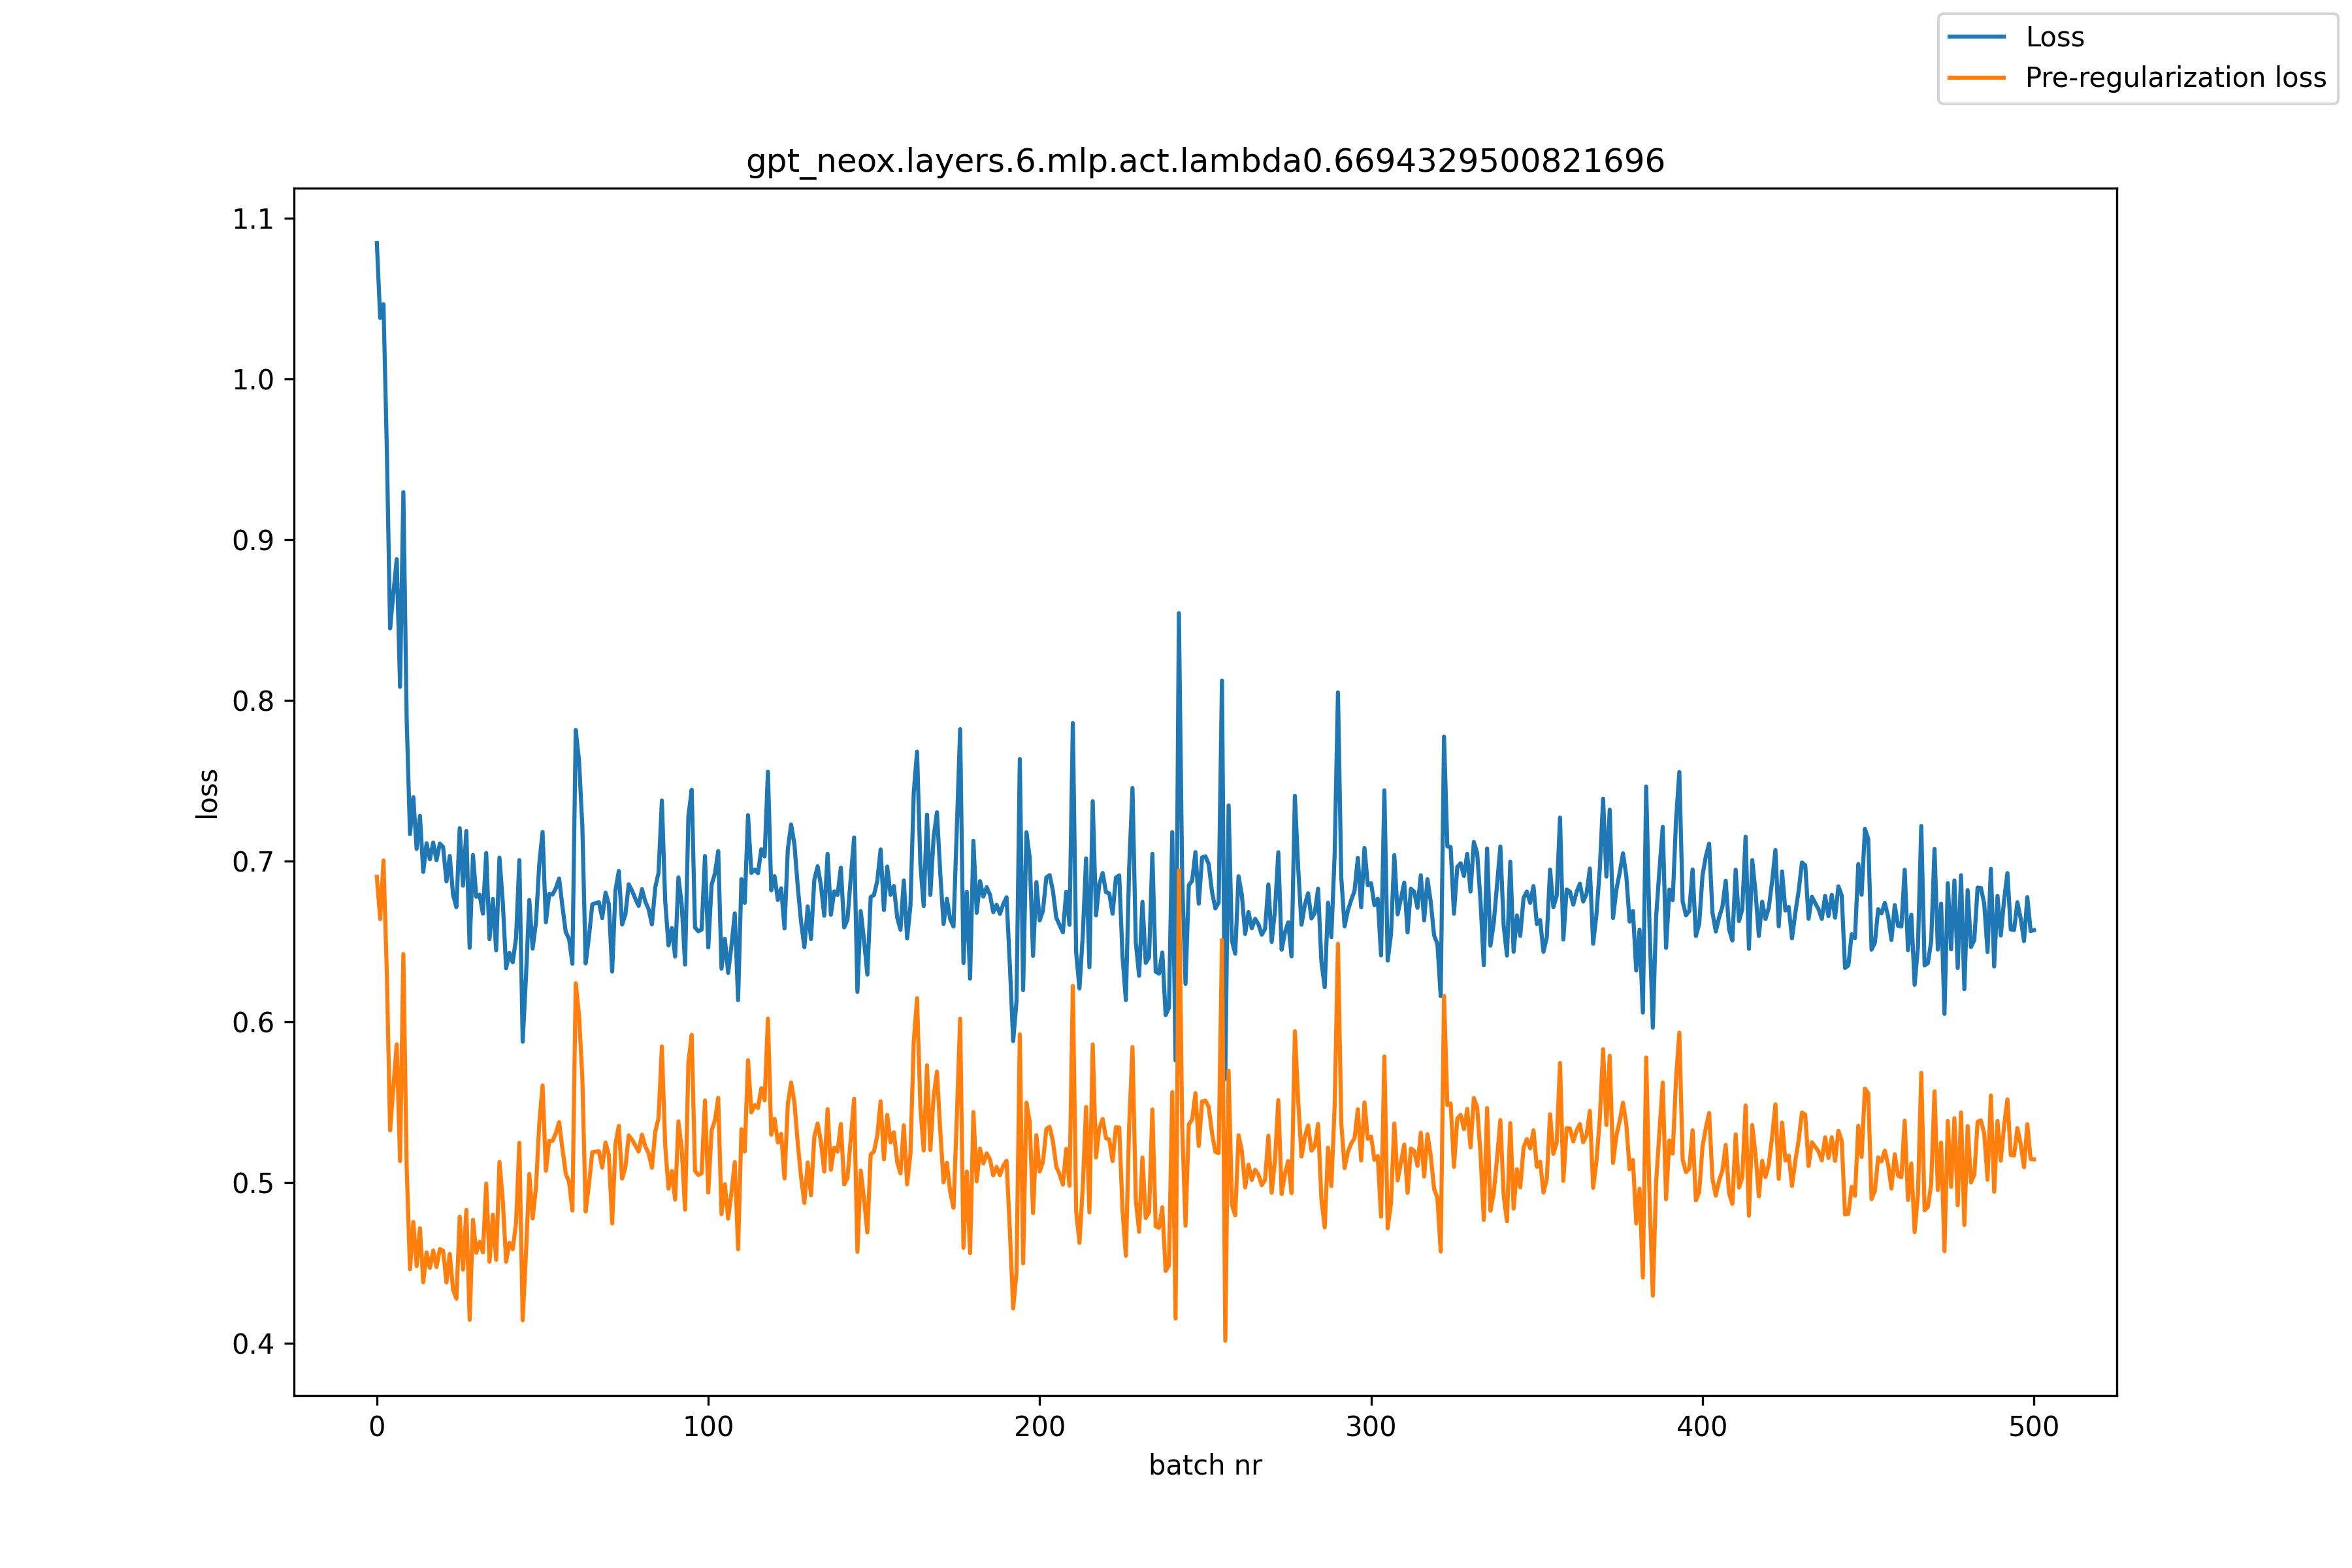 Loss
Pre-regularization loss
gpt_neox.layers.6.mlp.act.lambda0.6694329500821696
1.1
1.0
0.9
0.8
0.7
0.6
0.5
0.4
loss
0 100 200 300 400 500
batch nr